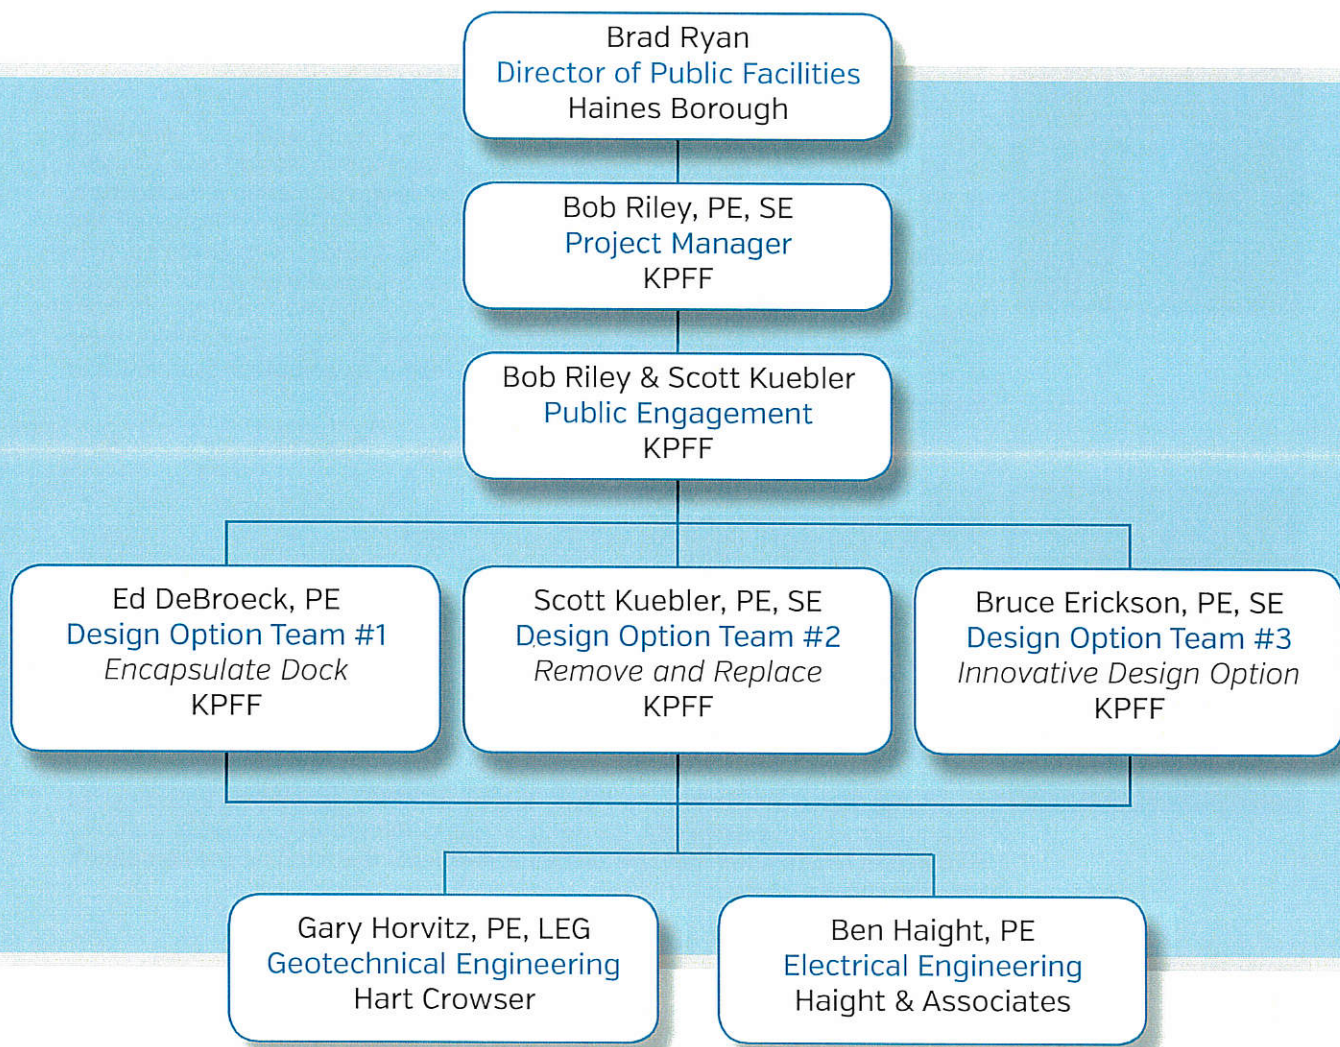 Brad Ryan
Director of Public Facilities
Haines Borough
Bob Riley, PE, SE
Project Manager
KPFF
Bob Riley & Scott Kuebler
Public Engagement
KPFF
Ed DeBroeck, PE
Design Option Team #1
Encapsulate Dock
KPFF
Scott Kuebler, PE, SE
Design Option Team #2
Remove and Replace
KPFF
Bruce Erickson, PE, SE
Design Option Team #3
Innovative Design Option
KPFF
Gary Horvitz, PE, LEG
Geotechnical Engineering
Hart Crowser
Ben Haight, PE
Electrical Engineering
Haight & Associates